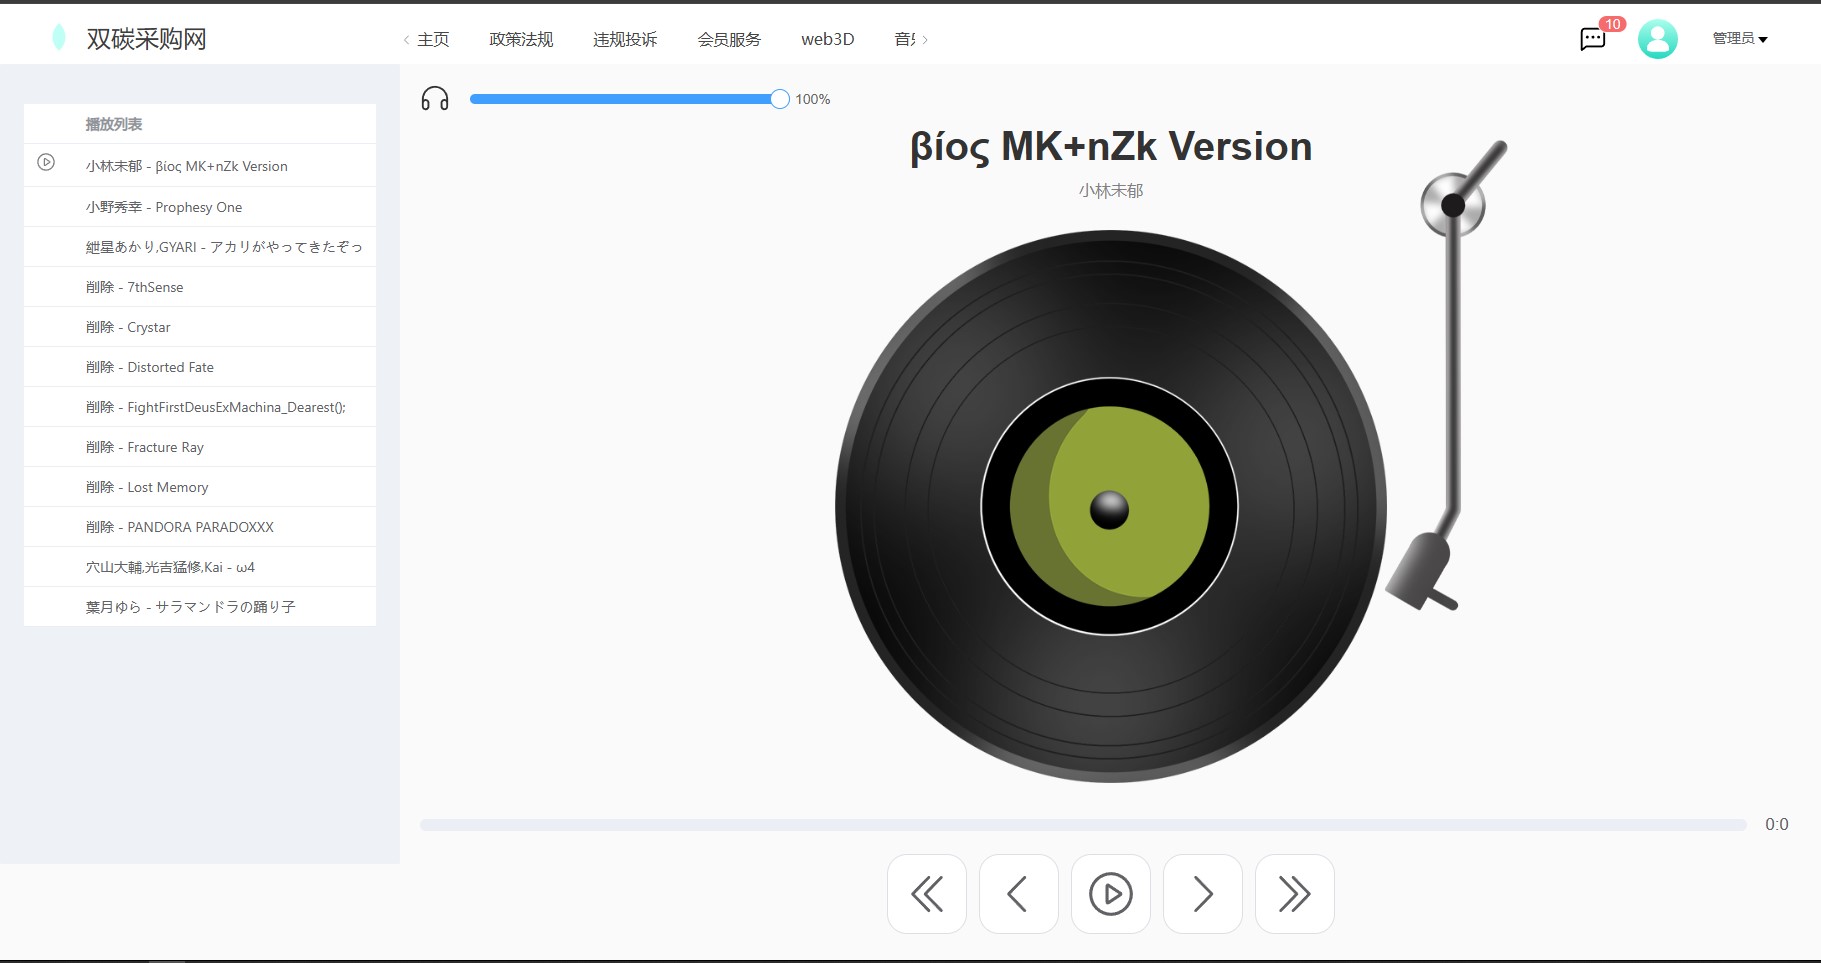 双碳采购网
主页 政策法规 违规投诉 会员服务 web3D 音
10
管理员
播放列表
小林未郁 - βίος MK+nZk Version
小野秀幸 - Prophesy One
紲星あかり,GYARI - アカリがやってきたぞっ
削除 - 7thSense
削除 - Crystar
削除 - Distorted Fate
削除 - FightFirstDeusExMachina_Dearest();
削除 - Fracture Ray
削除 - Lost Memory
削除 - PANDORA PARADOXXX
穴山大輔,光吉猛修,Kai - ω4
葉月ゆら - サラマンドラの踊り子
100%
βίος MK+nZk Version
小林未郁
0:0